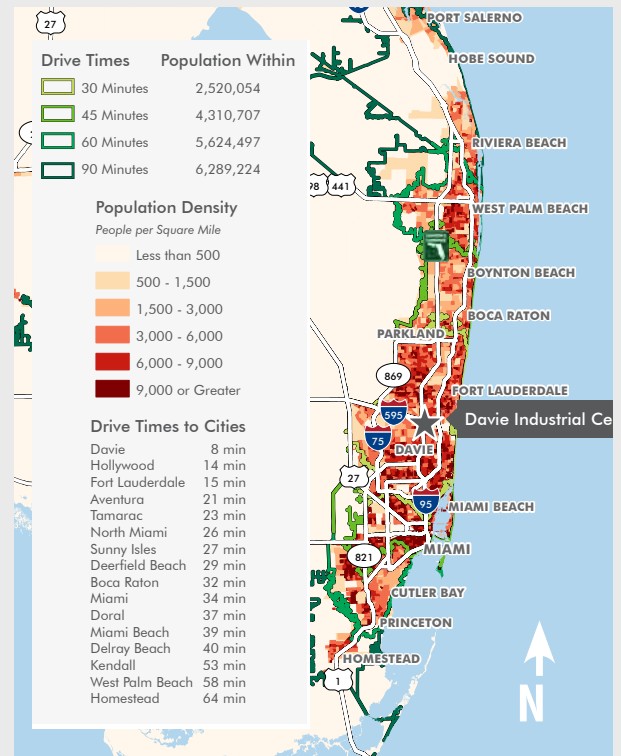 27
PORT SALERNO
HOBE SOUND
Drive Times Population Within
30 Minutes 2,520,054
45 Minutes 4,310,707
60 Minutes 5,624,497
90 Minutes 6,289,224
RIVIERA BEACH
98 441
WEST PALM BEACH
Population Density
People per Square Mile
Less than 500
500 - 1,500
1,500 - 3,000
3,000 - 6,000
6,000 - 9,000
9,000 or Greater
BOYNTON BEACH
BOCA RATON
PARKLAND
869
FORT LAUDERDALE
595
Davie Industrial Ce
75
DAVIE
27
95
MIAMI BEACH
821
MIAMI
CUTLER BAY
PRINCETON
HOMESTEAD
1
Drive Times to Cities
Davie 8 min
Hollywood 14 min
Fort Lauderdale 15 min
Aventura 21 min
Tamarac 23 min
North Miami 26 min
Sunny Isles 27 min
Deerfield Beach 29 min
Boca Raton 32 min
Miami 34 min
Doral 37 min
Miami Beach 39 min
Delray Beach 40 min
Kendall 53 min
West Palm Beach 58 min
Homestead 64 min
N